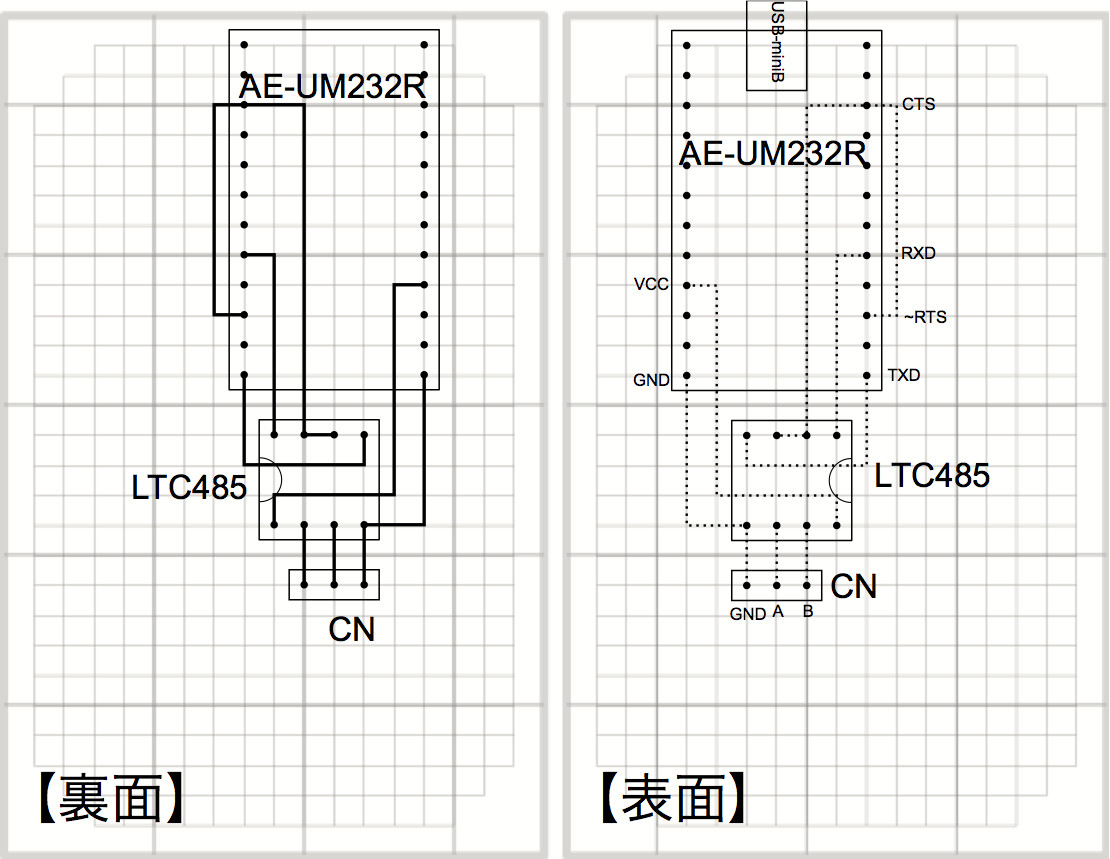 AE-UM232R
LTC485
CN
【裏面】
USB-miniB
CTS
AE-UM232R
RXD
VCC
~RTS
GND
TXD
LTC485
CN
GND
A
B
【表面】